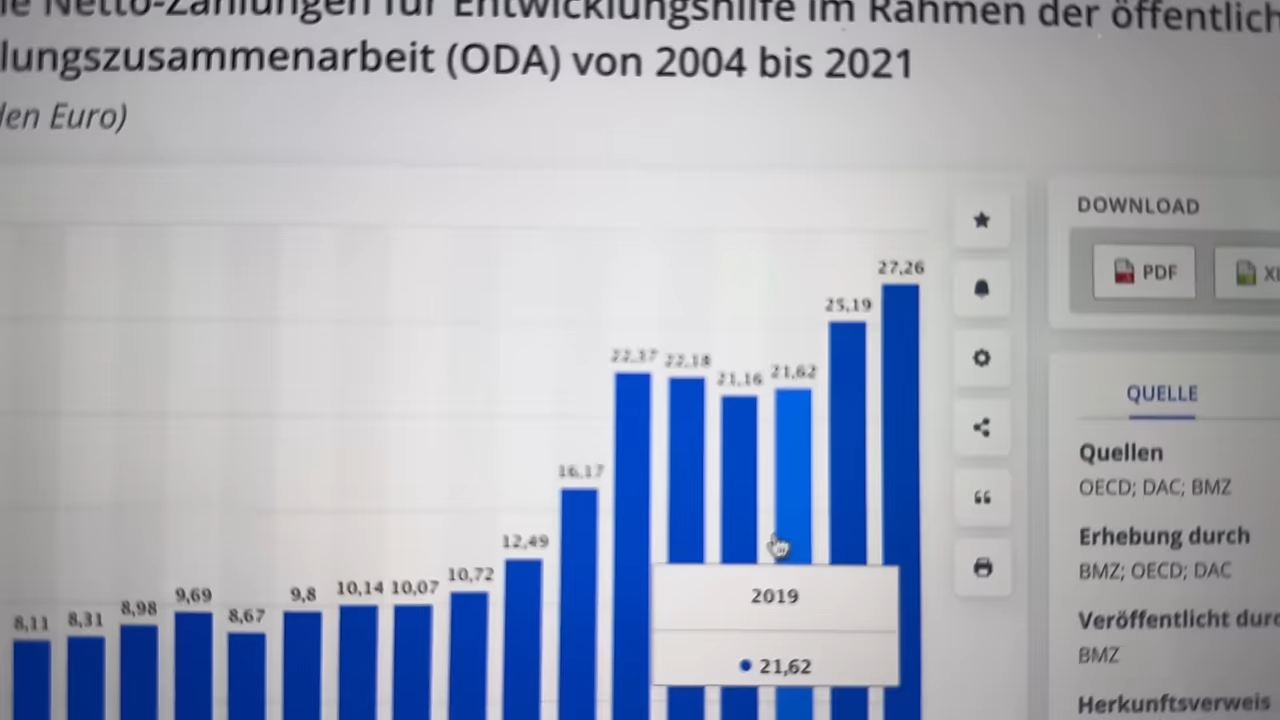 Netto-Zahlungen für Entwicklungshilfe im Rahmen der öffentlich
lungszusammenarbeit (ODA) von 2004 bis 2021
den Euro)
DOWNLOAD
PDF
27,26
25,19
22,37 22,18
21,16 21,62
QUELLE
Quellen
OECD; DAC; BMZ
16,17
Erhebung durch
BMZ; OECD; DAC
12,49
10,72
10,14 10,07
9,69
9,8
8,98
8,67
8,31
8,11
2019
21,62
Veröffentlicht durc
BMZ
Herkunftsverweis